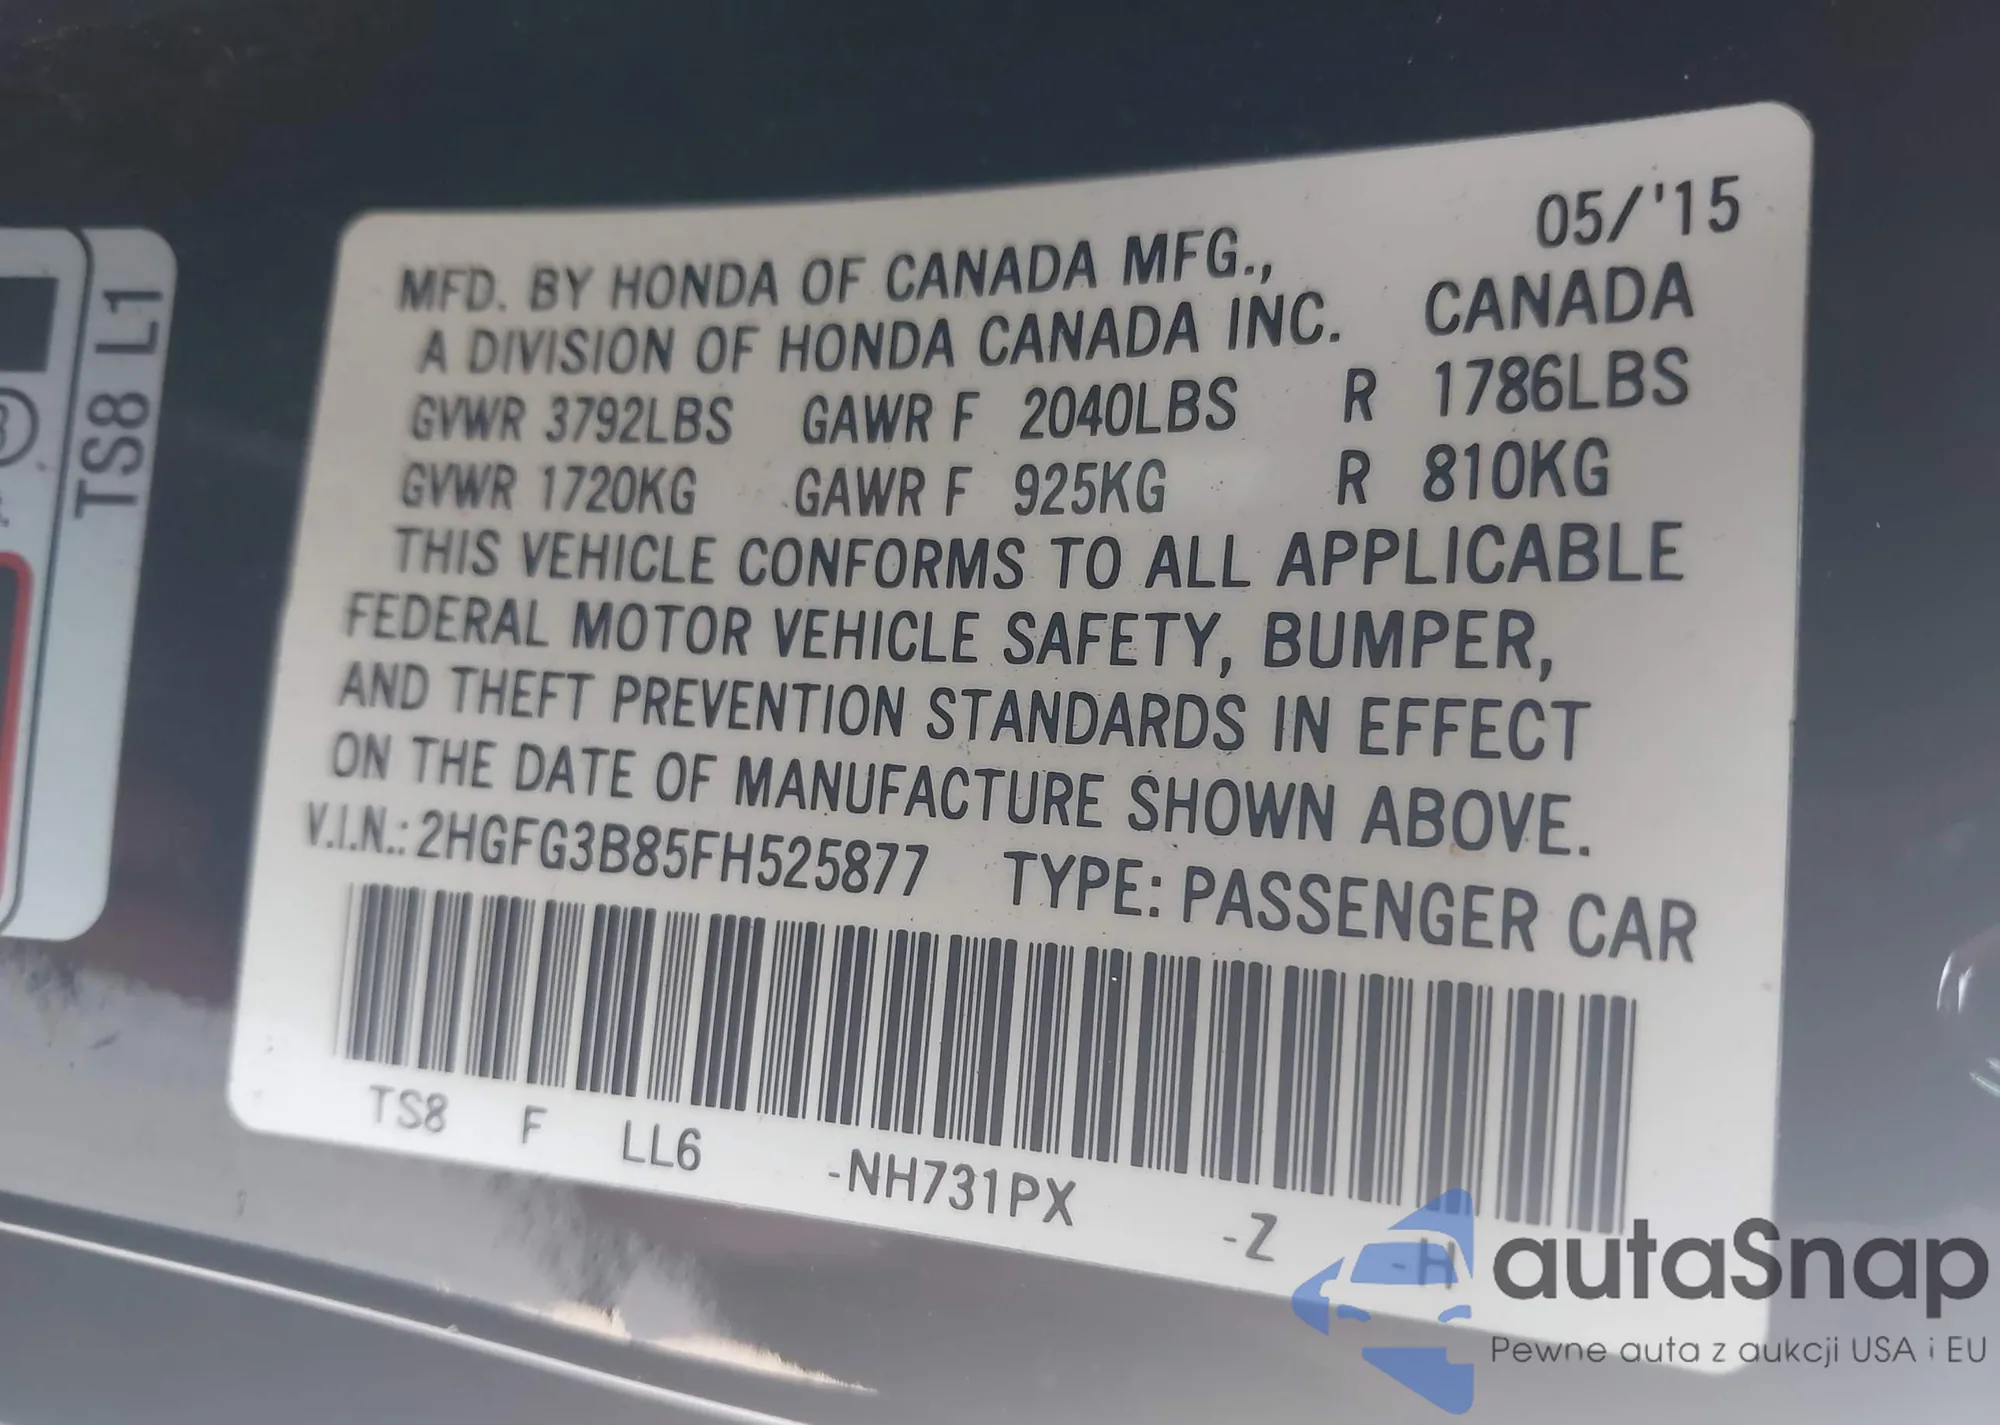 05/'15
MFD. BY HONDA OF CANADA MFG.,
A DIVISION OF HONDA CANADA INC. CANADA
GVWR 3792LBS GAWR F 2040LBS R 1786LBS
GVWR 1720KG GAWR F 925KG R 810KG
THIS VEHICLE CONFORMS TO ALL APPLICABLE
FEDERAL MOTOR VEHICLE SAFETY, BUMPER,
AND THEFT PREVENTION STANDARDS IN EFFECT
ON THE DATE OF MANUFACTURE SHOWN ABOVE.
V.I.N.: 2HGFG3B85FH525877 TYPE: PASSENGER CAR
TS8 F LL6 -NH731PX -Z -H
TS8 L1
autaSnap
Pewne auta z aukcji USA i EU